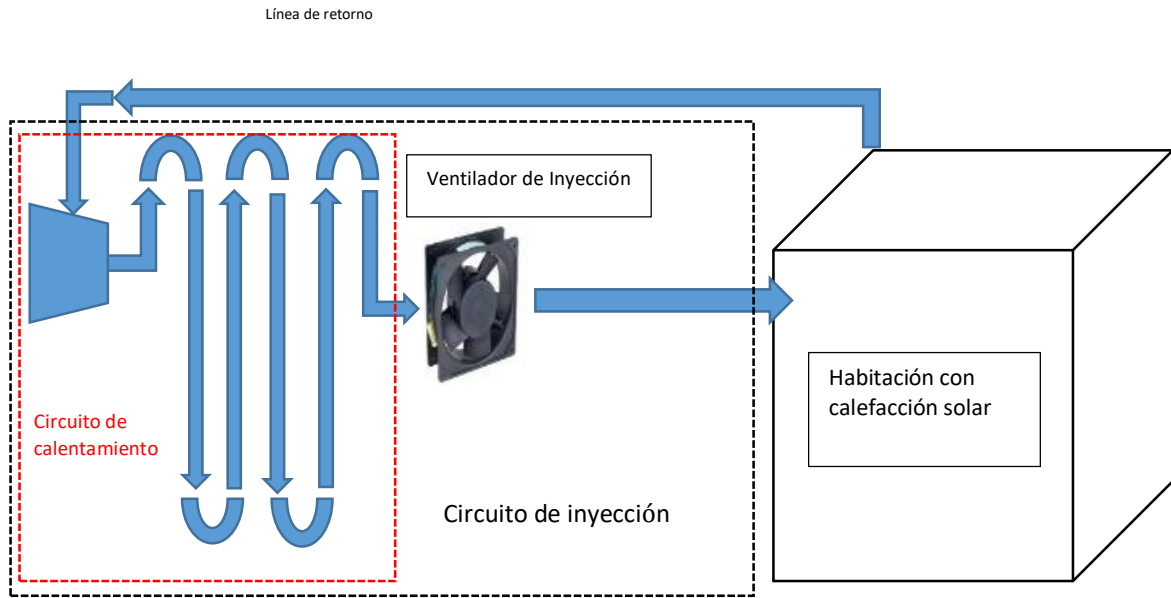 Línea de retorno
Ventilador de Inyección
Habitación con
calefacción solar
Circuito de
calentamiento
Circuito de inyección